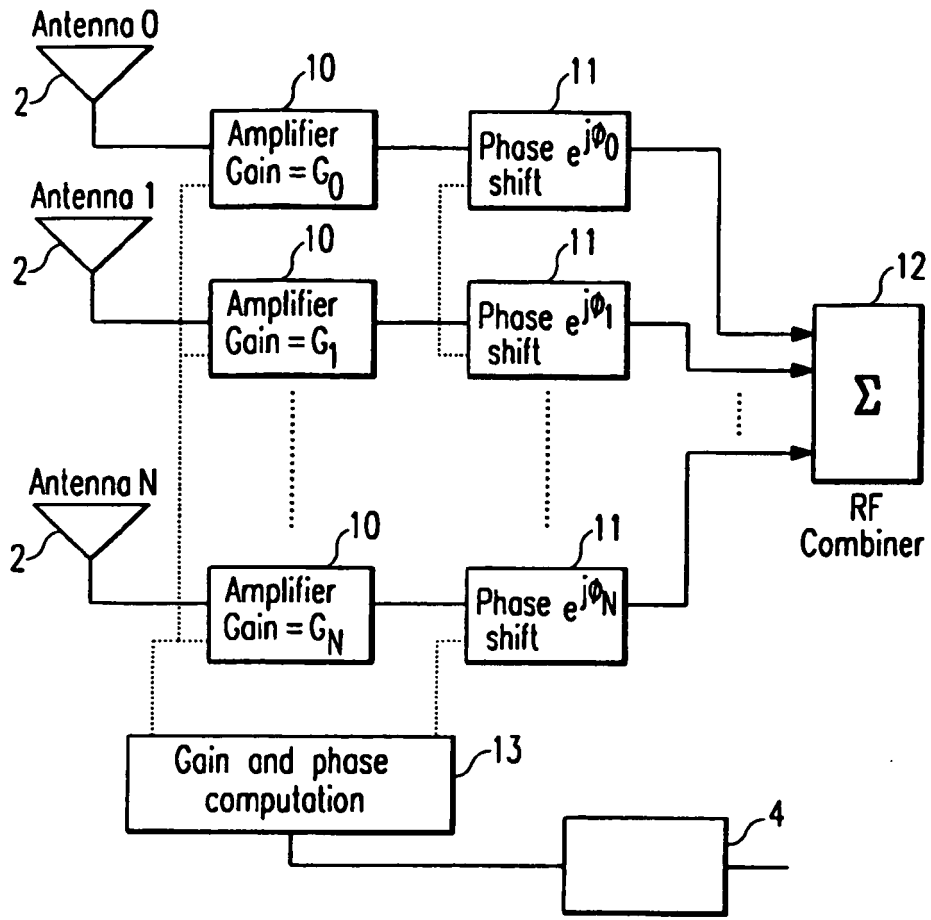 Antenna 0
2
10
Amplifier
Gain = G0
11
Phase e^jϕ0
shift
Antenna 1
2
10
Amplifier
Gain = G1
11
Phase e^jϕ1
shift
12
Σ
RF
Combiner
Antenna N
2
10
Amplifier
Gain = GN
11
Phase e^jϕN
shift
Gain and phase
computation
13
4